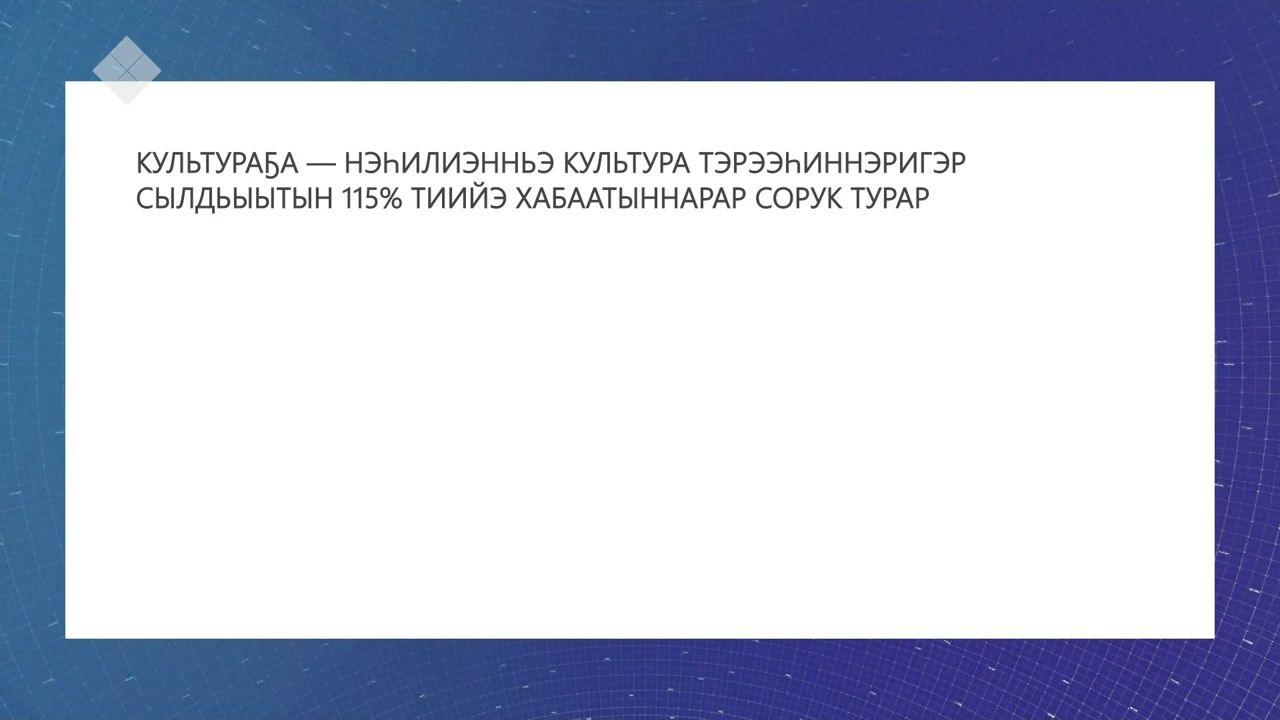 КУЛЬТУРАҔА — НЭҺИЛИЭННЬЭ КУЛЬТУРА ТЭРЭЭҺИННЭРИГЭР
СЫЛДЬЫЫТЫН 115% ТИИЙЭ ХАБААТЫННАРАР СОРУК ТУРАР